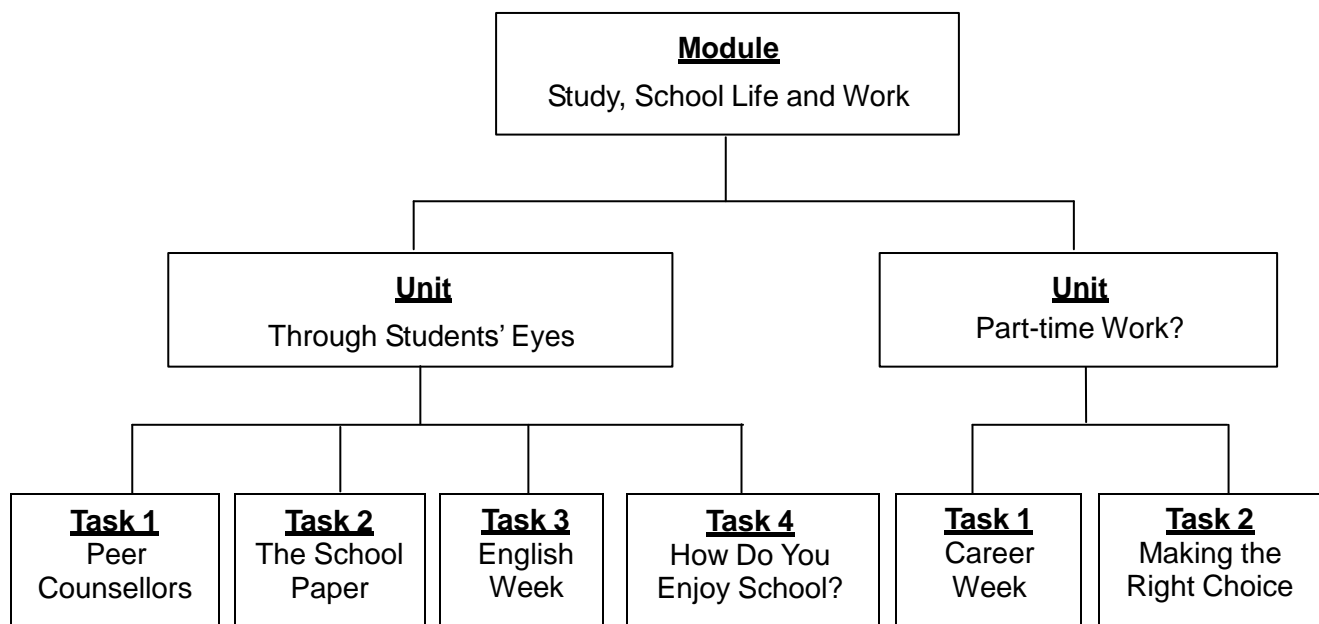 Module
Study, School Life and Work
Unit
Through Students’ Eyes
Unit
Part-time Work?
Task 1
Peer
Counsellors
Task 2
The School
Paper
Task 3
English
Week
Task 4
How Do You
Enjoy School?
Task 1
Career
Week
Task 2
Making the
Right Choice